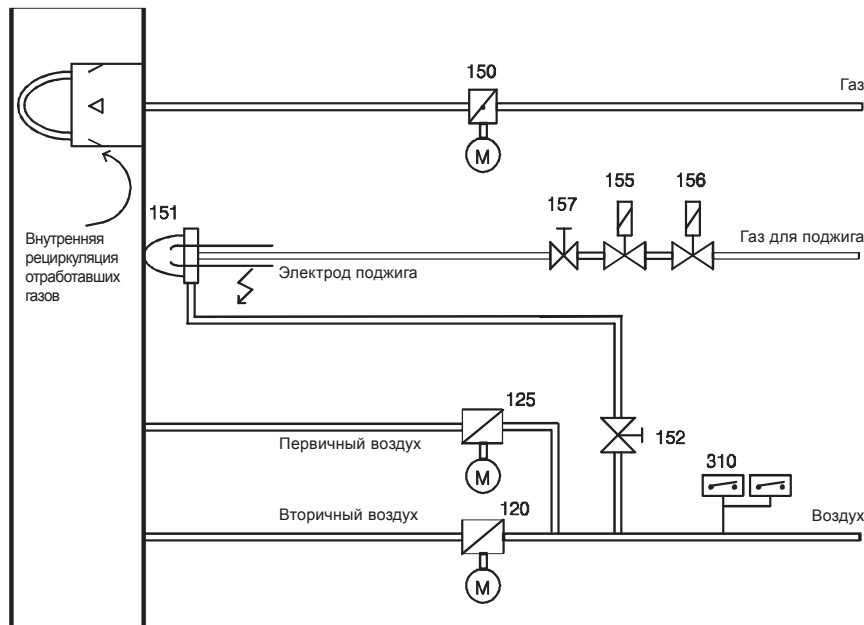 150
Газ
M
151
157
155
156
Внутренняя
рециркуляция
отработавших
газов
Электрод поджига
Газ для поджига
125
Первичный воздух
152
M
310
120
Вторичный воздух
Воздух
M